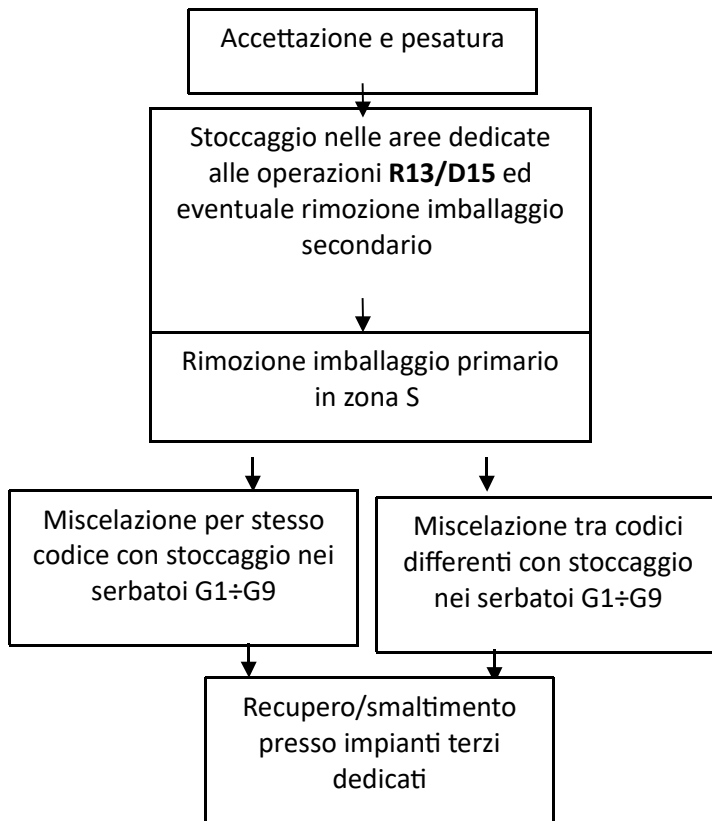 Accettazione e pesatura
Stoccaggio nelle aree dedicate
alle operazioni R13/D15 ed
eventuale rimozione imballaggio
secondario
Rimozione imballaggio primario
in zona S
Miscelazione per stesso
codice con stoccaggio nei
serbatoi G1÷G9
Miscelazione tra codici
differenti con stoccaggio
nei serbatoi G1÷G9
Recupero/smaltimento
presso impianti terzi
dedicati